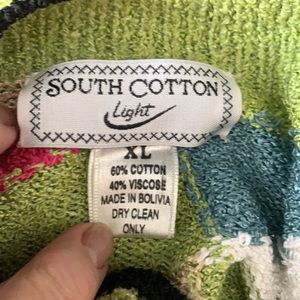 SOUTH COTTON
Light
XL
60% COTTON
40% VISCOSE
MADE IN BOLIVIA
DRY CLEAN
ONLY